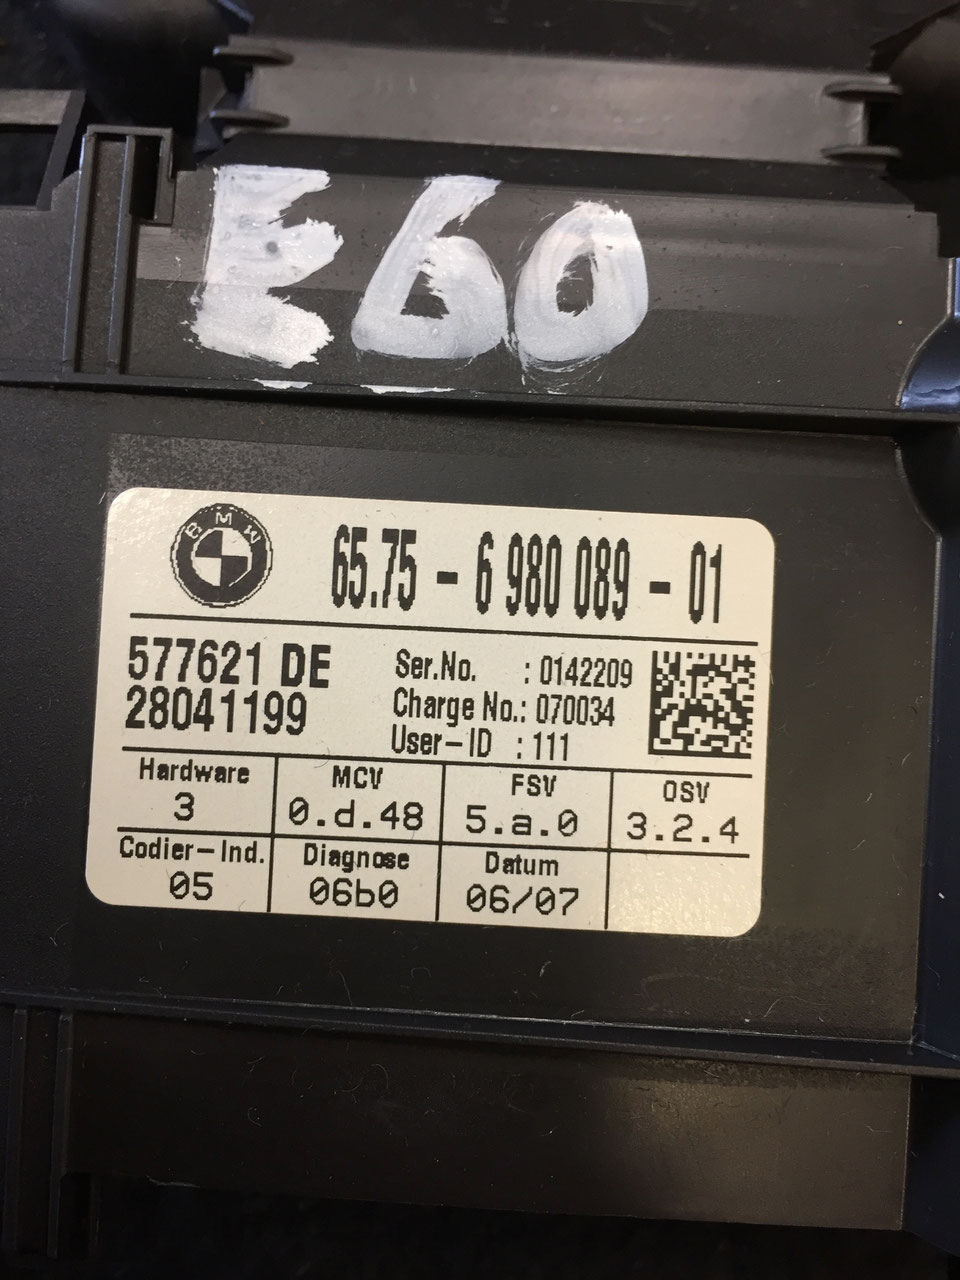 E60
BMW
65.75 - 6 980 089 - 01
577621 DE
28041199
Ser.No. : 0142209
Charge No.: 070034
User-ID : 111
Hardware MCV FSV OSV
3 0.d.48 5.a.0 3.2.4
Codier-Ind. Diagnose Datum
05 06b0 06/07